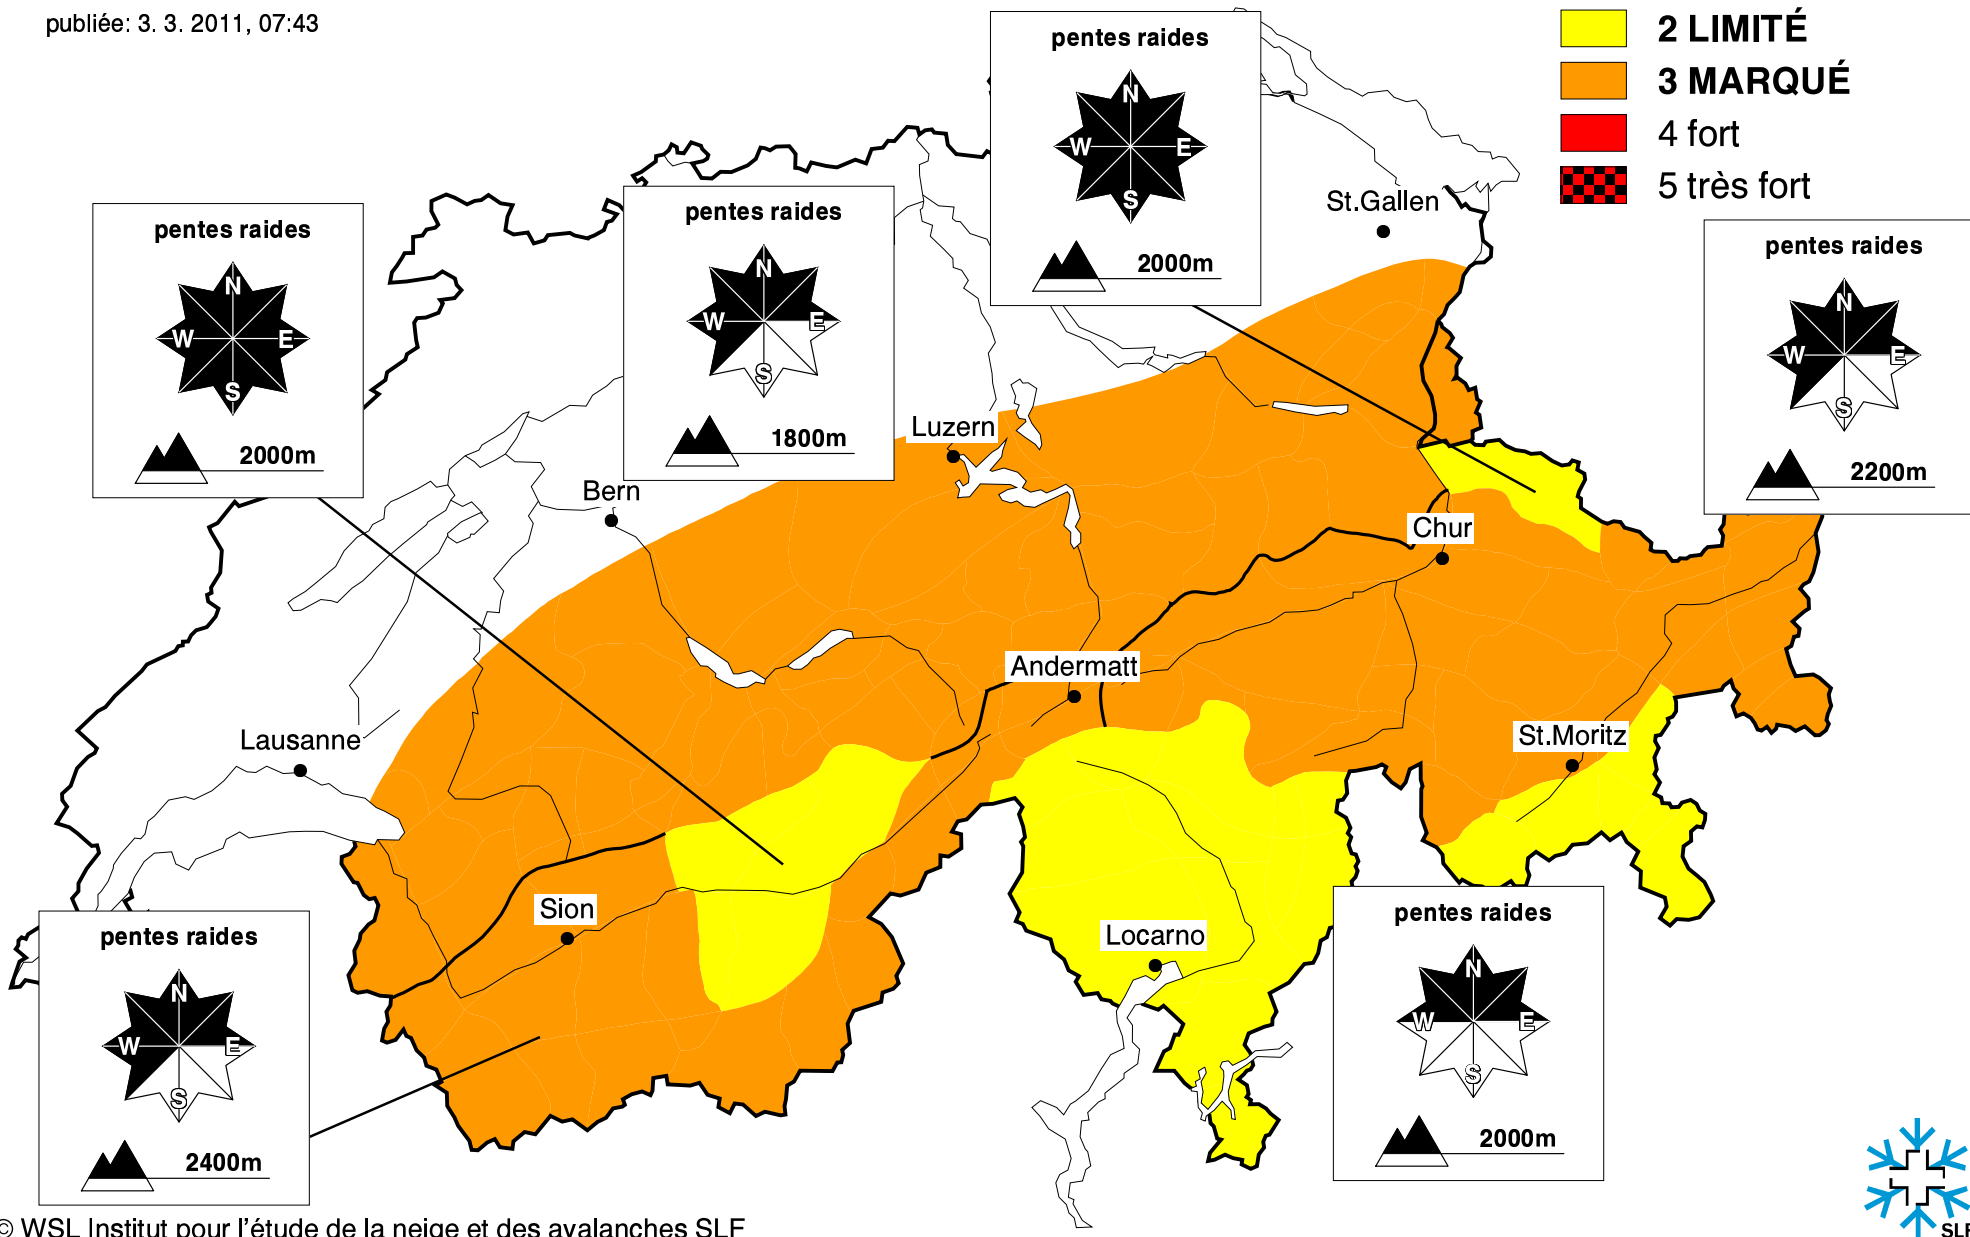 publiée: 3. 3. 2011, 07:43
2 LIMITÉ
3 MARQUÉ
4 fort
5 très fort
pentes raides
N
W E
S
2000m
St.Gallen
pentes raides
N
W E
S
2000m
pentes raides
N
W E
S
1800m
pentes raides
N
W E
S
2200m
Luzern
Bern
Chur
Andermatt
Lausanne
St.Moritz
Sion
Locarno
pentes raides
N
W E
S
2400m
pentes raides
N
W E
S
2000m
© WSL Institut pour l'étude de la neige et des avalanches SLF
SLF